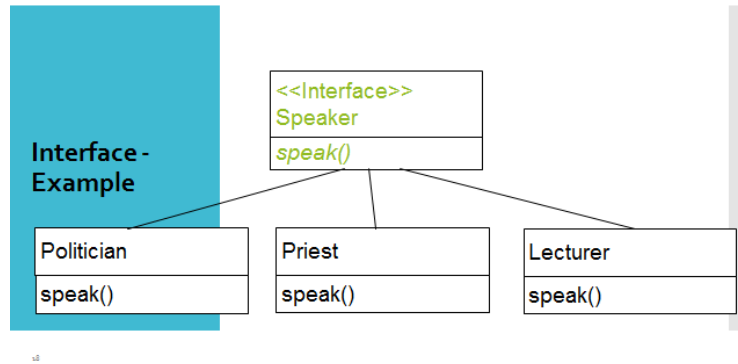 Interface -
Example
<<Interface>>
Speaker
speak()
Politician
speak()
Priest
speak()
Lecturer
speak()